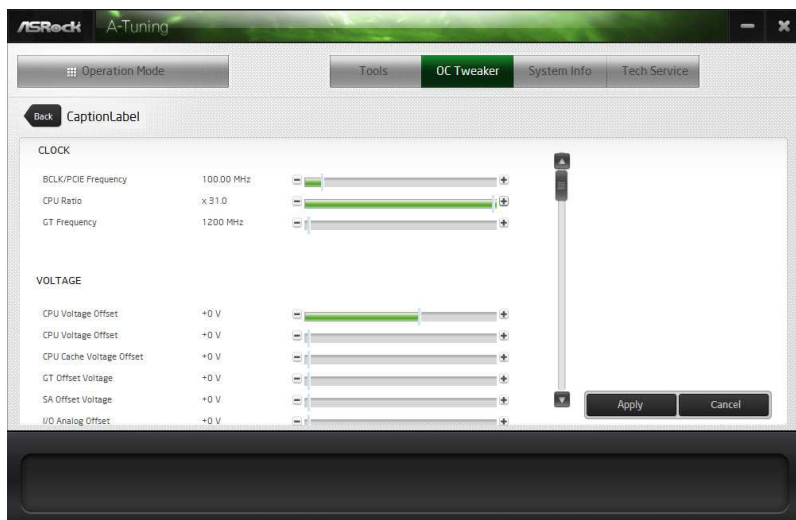 ASRock A-Tuning
Operation Mode Tools OC Tweaker System Info Tech Service
Back CaptionLabel
CLOCK
BCLK/PCIE Frequency 100.00 MHz
CPU Ratio x 31.0
GT Frequency 1200 MHz
VOLTAGE
CPU Voltage Offset +0 V
CPU Voltage Offset +0 V
CPU Cache Voltage Offset +0 V
GT Offset Voltage +0 V
SA Offset Voltage +0 V
I/O Analog Offset +0 V
Apply Cancel